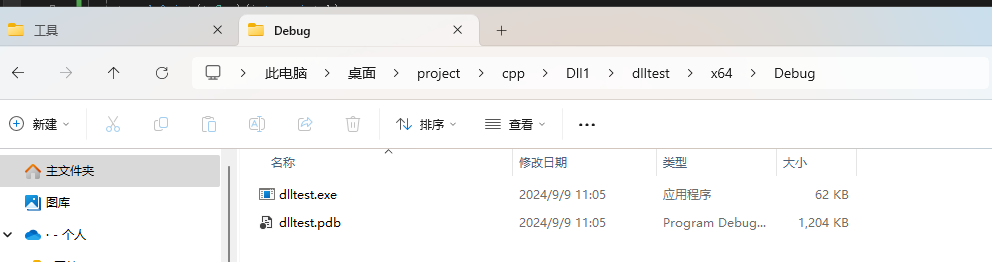 工具
Debug
此电脑 桌面 project cpp Dll1 dlltest x64 Debug
新建 排序 查看
主文件夹
图库
- 个人
名称 修改日期 类型 大小
dlltest.exe 2024/9/9 11:05 应用程序 62 KB
dlltest.pdb 2024/9/9 11:05 Program Debug... 1,204 KB